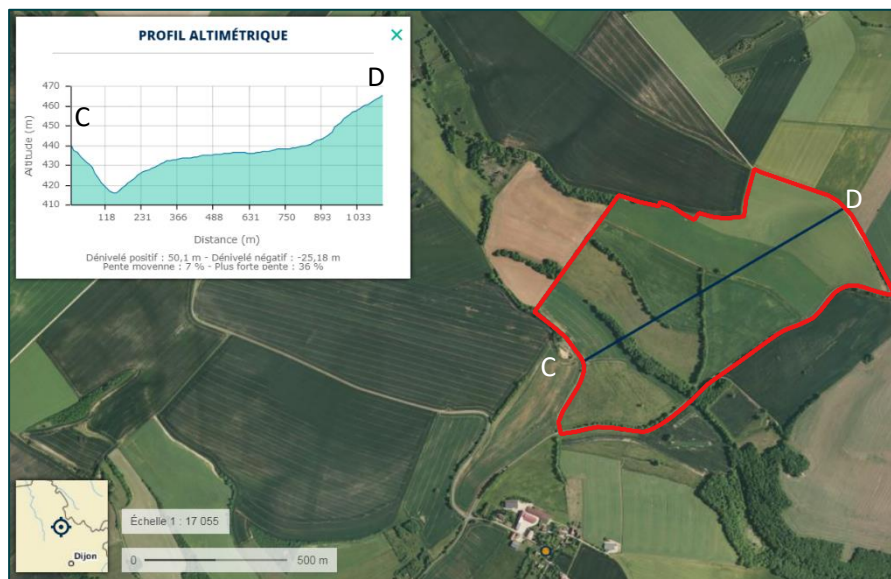 PROFIL ALTIMÉTRIQUE
×
C
D
Altitude (m)
470
460
450
440
430
420
410
118 231 366 488 631 750 893 1 033
Distance (m)
Dénivelé positif : 50,1 m - Dénivelé négatif : -25,18 m
Pente moyenne : 7 % - Plus forte pente : 36 %
D
C
Dijon
Échelle 1 : 17 055
0 500 m